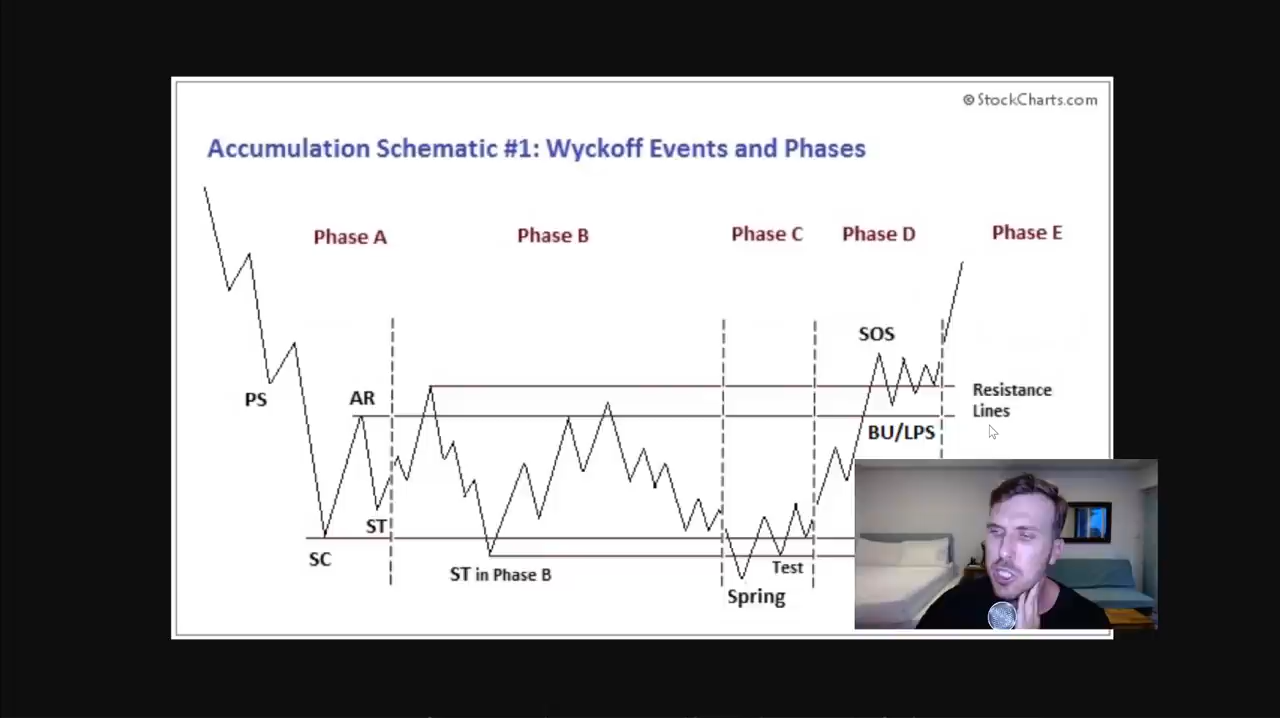 © StockCharts.com
Accumulation Schematic #1: Wyckoff Events and Phases
Phase A
Phase B
Phase C
Phase D
Phase E
SOS
PS
AR
Resistance
Lines
BU/LPS
ST
SC
ST in Phase B
Test
Spring